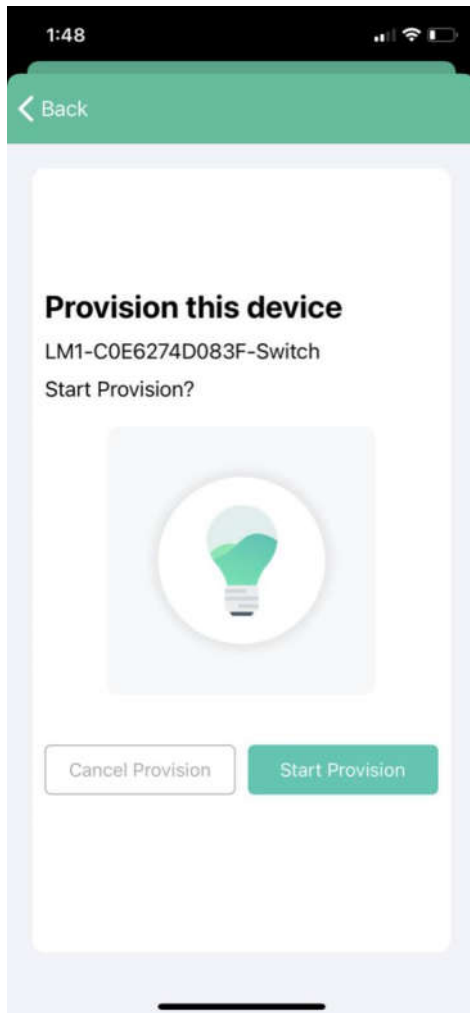 1:48
Back
Provision this device
LM1-C0E6274D083F-Switch
Start Provision?
Cancel Provision
Start Provision